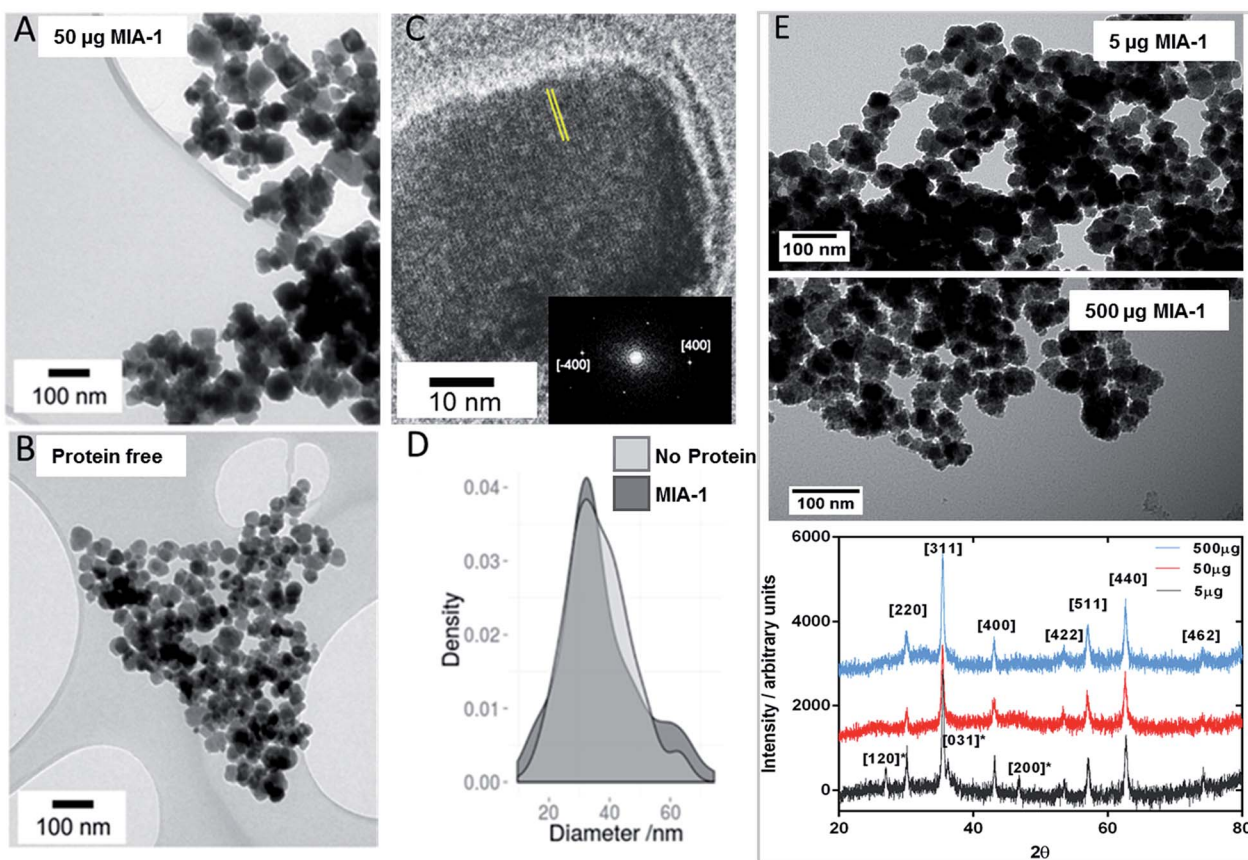 A
50 µg MIA-1
100 nm
B
Protein free
100 nm
C
[-400]
[400]
10 nm
D
No Protein
MIA-1
0.04-
0.03-
0.02-
0.01-
0.00-
Density
20
40
60
Diameter /nm
E
5 µg MIA-1
100 nm
500 µg MIA-1
100 nm
6000
4000
2000
0
Intensity / arbitrary units
[311]
500µg
50µg
5µg
[220]
[400]
[422]
[511]
[440]
[462]
[120]*
[031]*
[200]*
20
40
60
80
2θ